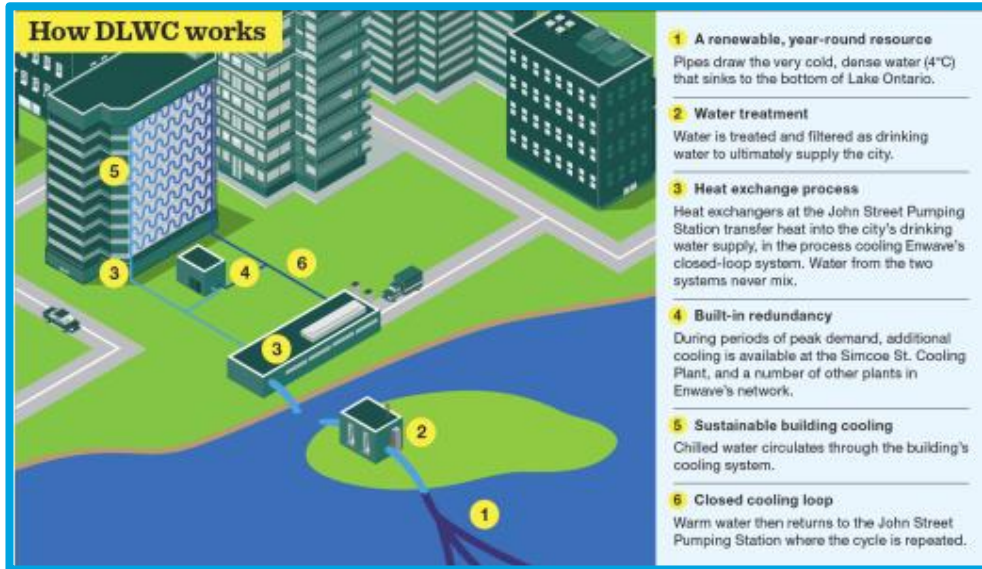 How DLWC works
1 A renewable, year-round resource
Pipes draw the very cold, dense water (4°C)
that sinks to the bottom of Lake Ontario.
2 Water treatment
Water is treated and filtered as drinking
water to ultimately supply the city.
3 Heat exchange process
Heat exchangers at the John Street Pumping
Station transfer heat into the city's drinking
water supply, in the process cooling Enwave's
closed-loop system. Water from the two
systems never mix.
4 Built-in redundancy
During periods of peak demand, additional
cooling is available at the Simcoe St. Cooling
Plant, and a number of other plants in
Enwave's network.
5 Sustainable building cooling
Chilled water circulates through the building's
cooling system.
6 Closed cooling loop
Warm water then returns to the John Street
Pumping Station where the cycle is repeated.
5
3
4
6
3
2
1